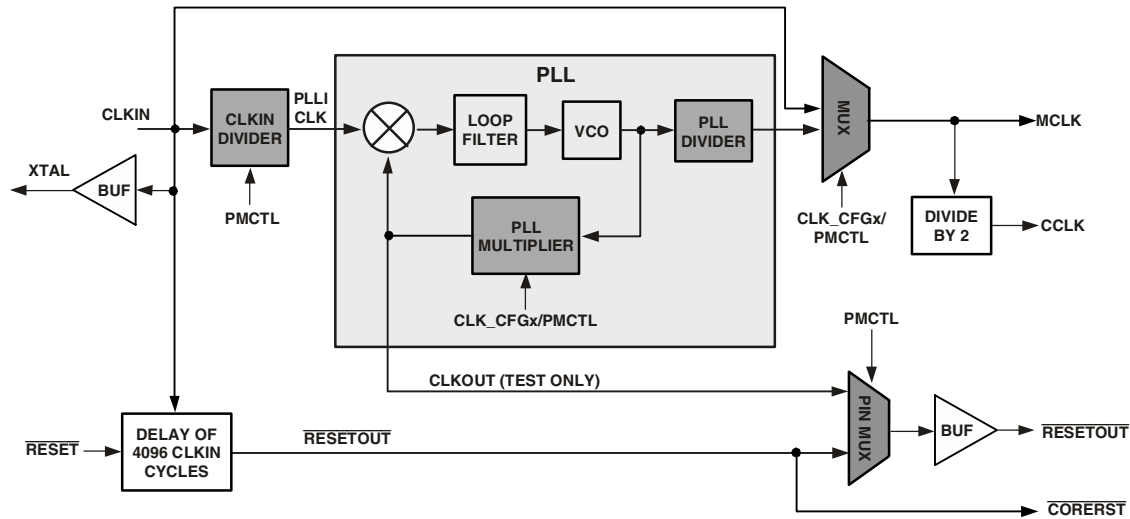 PLL
CLKIN
CLKIN
DIVIDER
PLLI
CLK
LOOP
FILTER
VCO
PLL
DIVIDER
MUX
MCLK
XTAL
BUF
PMCTL
PLL
MULTIPLIER
CLK_CFGx/
PMCTL
DIVIDE
BY 2
CCLK
CLK_CFGx/PMCTL
PMCTL
CLKOUT (TEST ONLY)
RESET
DELAY OF
4096 CLKIN
CYCLES
RESETOUT
PIN MUX
BUF
RESETOUT
CORERST